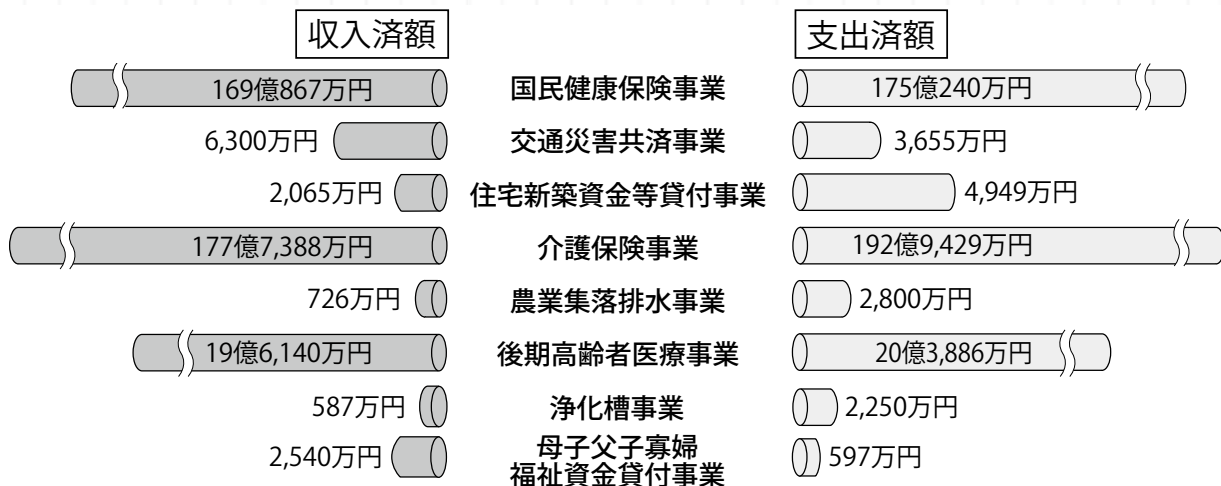 収入済額
支出済額
169億867万円
国民健康保険事業
175億240万円
6,300万円
交通災害共済事業
3,655万円
2,065万円
住宅新築資金等貸付事業
4,949万円
177億7,388万円
介護保険事業
192億9,429万円
726万円
農業集落排水事業
2,800万円
19億6,140万円
後期高齢者医療事業
20億3,886万円
587万円
浄化槽事業
2,250万円
2,540万円
母子父子寡婦
福祉資金貸付事業
597万円